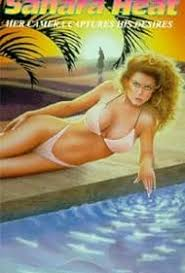 Sahara Heat
HER CAMERA CAPTURES HIS DESIRES